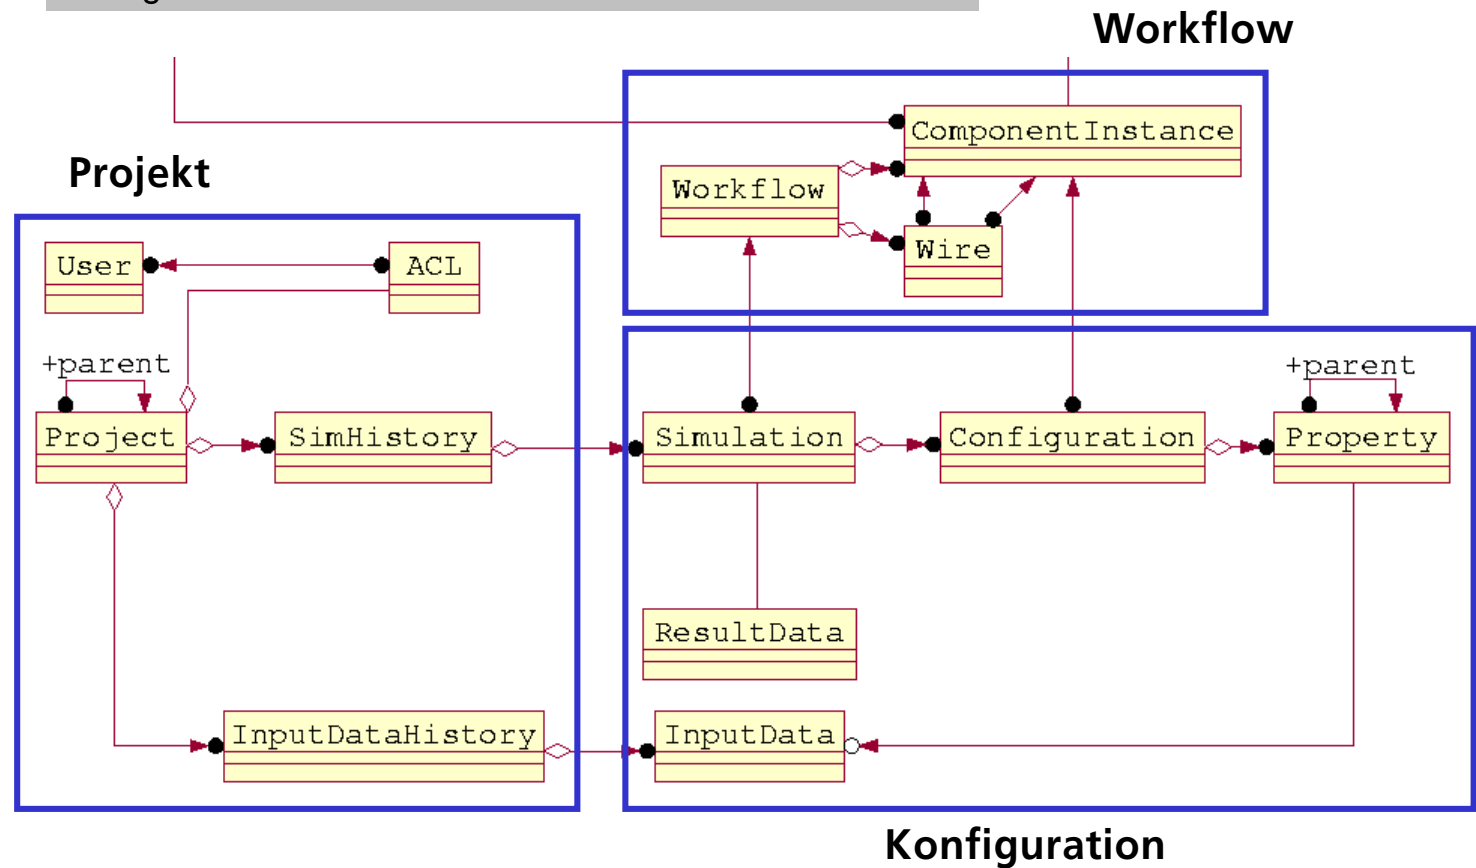 Workflow
ComponentInstance
Projekt
Workflow
Wire
User
ACL
+parent
+parent
Project
SimHistory
Simulation
Configuration
Property
ResultData
InputDataHistory
InputData
Konfiguration